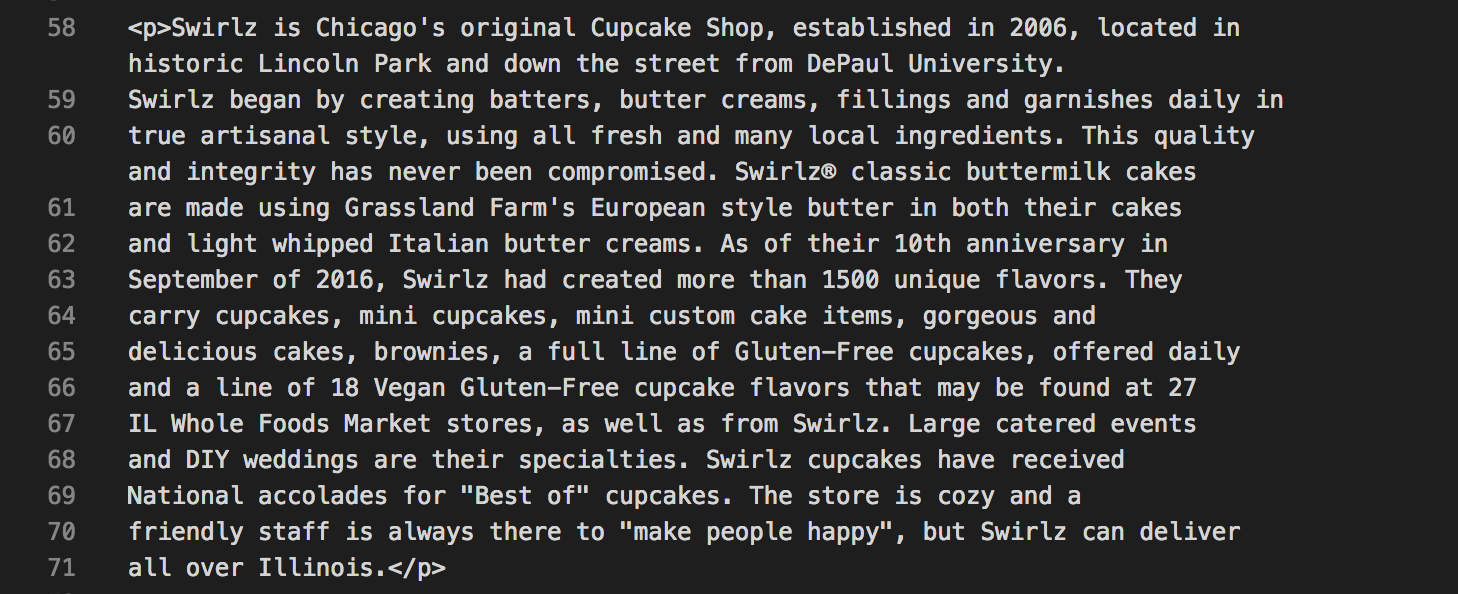 58 <p>Swirlz is Chicago's original Cupcake Shop, established in 2006, located in
historic Lincoln Park and down the street from DePaul University.
59 Swirlz began by creating batters, butter creams, fillings and garnishes daily in
60 true artisanal style, using all fresh and many local ingredients. This quality
and integrity has never been compromised. Swirlz® classic buttermilk cakes
61 are made using Grassland Farm's European style butter in both their cakes
62 and light whipped Italian butter creams. As of their 10th anniversary in
63 September of 2016, Swirlz had created more than 1500 unique flavors. They
64 carry cupcakes, mini cupcakes, mini custom cake items, gorgeous and
65 delicious cakes, brownies, a full line of Gluten–Free cupcakes, offered daily
66 and a line of 18 Vegan Gluten–Free cupcake flavors that may be found at 27
67 IL Whole Foods Market stores, as well as from Swirlz. Large catered events
68 and DIY weddings are their specialties. Swirlz cupcakes have received
69 National accolades for "Best of" cupcakes. The store is cozy and a
70 friendly staff is always there to "make people happy", but Swirlz can deliver
71 all over Illinois.</p>